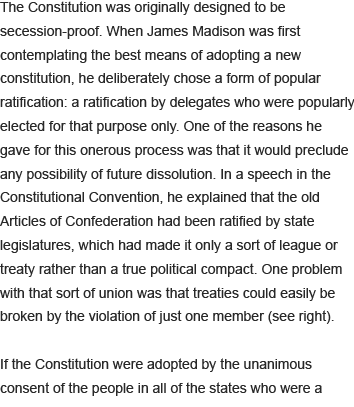 The Constitution was originally designed to be
secession-proof. When James Madison was first
contemplating the best means of adopting a new
constitution, he deliberately chose a form of popular
ratification: a ratification by delegates who were popularly
elected for that purpose only. One of the reasons he
gave for this onerous process was that it would preclude
any possibility of future dissolution. In a speech in the
Constitutional Convention, he explained that the old
Articles of Confederation had been ratified by state
legislatures, which had made it only a sort of league or
treaty rather than a true political compact. One problem
with that sort of union was that treaties could easily be
broken by the violation of just one member (see right).

If the Constitution were adopted by the unanimous
consent of the people in all of the states who were a